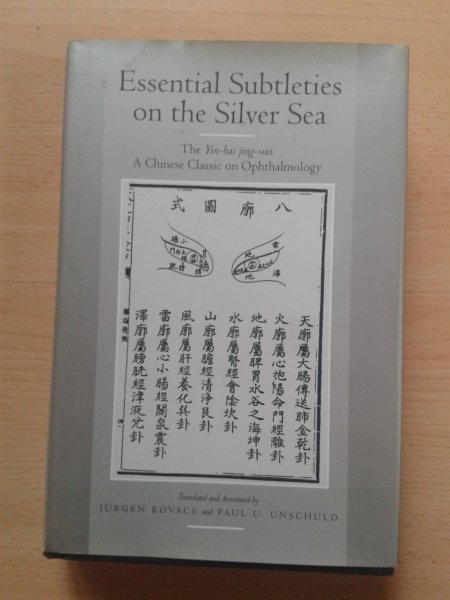 Essential Subtleties
on the Silver Sea
The Yin-hai jing-wei:
A Chinese Classic on Ophthalmology
八廓圖式
天廓屬大腸傳送肺金乾卦
火廓屬心抱陽命門經離卦
地廓屬脾胃水谷之海坤卦
水廓屬腎經會陰坎卦
山廓屬膽經清淨艮卦
風廓屬肝經養化巽卦
雷廓屬心小腸經關泉震卦
澤廓屬膀胱經津液兌卦
Translated and Annotated by
JÜRGEN KOVACS and PAUL U. UNSCHULD